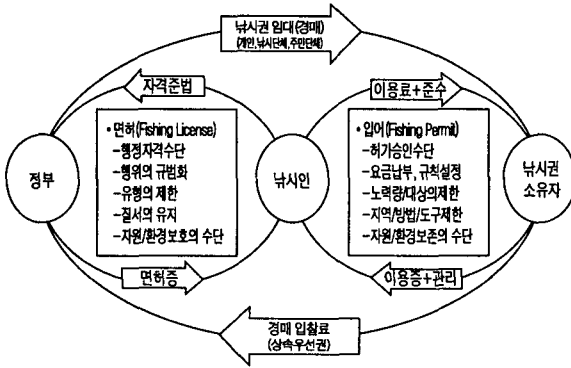 낚시권 임대(경매)
(개인,낚시단체,주민단체)
자격준법
이용료+준수
정부
• 면허(Fishing License)
–행정자격수단
–행위의 규범화
–유형의 제한
–질서의 유지
–자원/환경보호의 수단
낚시인
• 입어(Fishing Permit)
–허가승인수단
–요금납부, 규칙설정
–노력량/대상의제한
–지역/방법/도구제한
–자원/환경보존의 수단
낚시권
소유자
면허증
이용증+관리
경매 입찰료
(상속우선권)